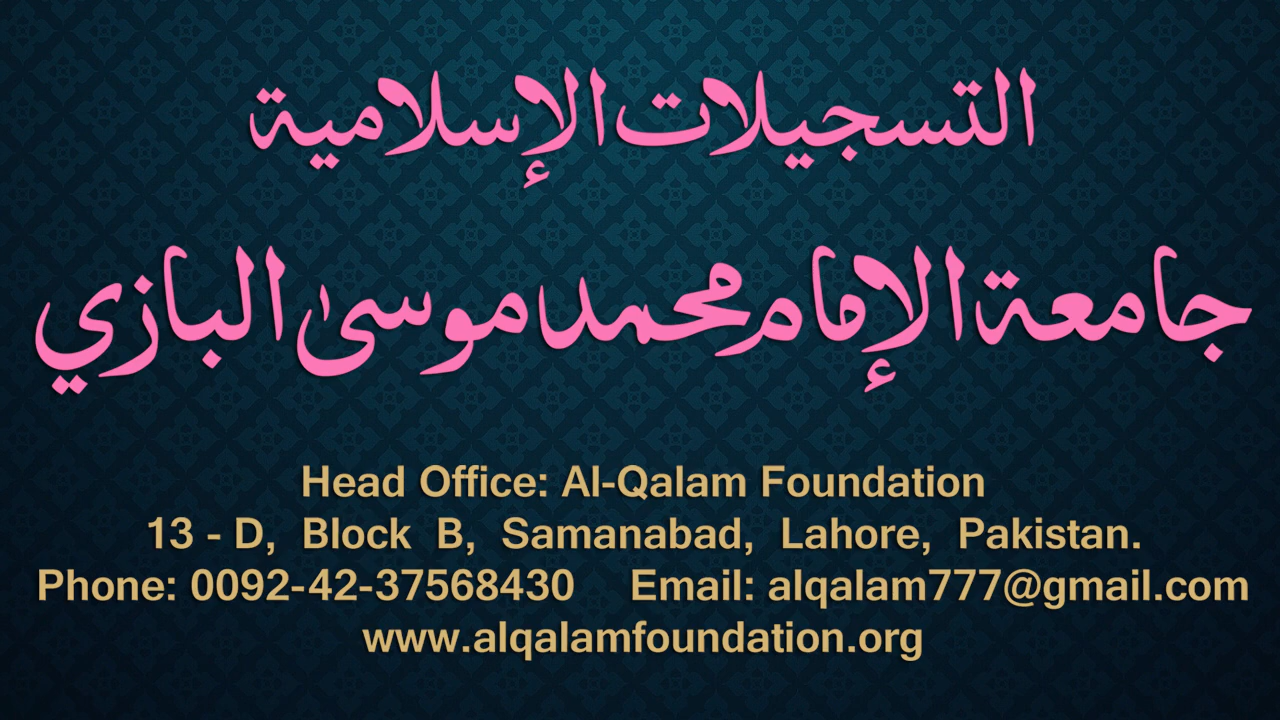 التسجيلات الإسلامية
جامعة الإمام محمد موسىٰ البازي
Head Office: Al-Qalam Foundation
13 - D, Block B, Samanabad, Lahore, Pakistan.
Phone: 0092-42-37568430 Email: alqalam777@gmail.com
www.alqalamfoundation.org